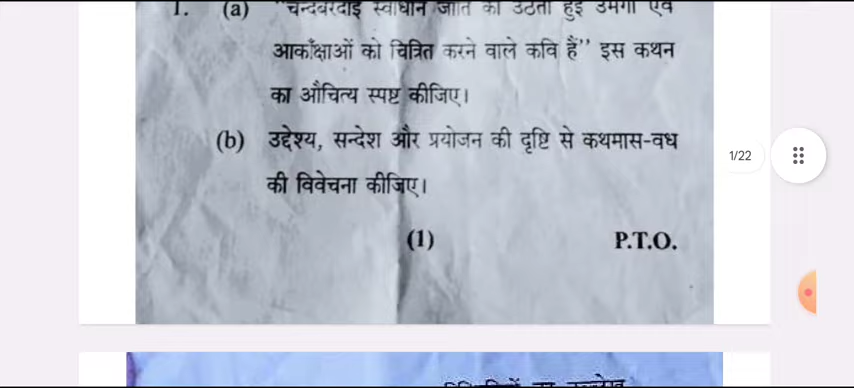 1. (a) "चन्दबरदाई स्वाधीन जाति की उठती हुई उमंगों एवं
आकाँक्षाओं को चित्रित करने वाले कवि हैं" इस कथन
का औचित्य स्पष्ट कीजिए।
(b) उद्देश्य, सन्देश और प्रयोजन की दृष्टि से कथमास-वध
की विवेचना कीजिए।
1/22
(1) P.T.O.